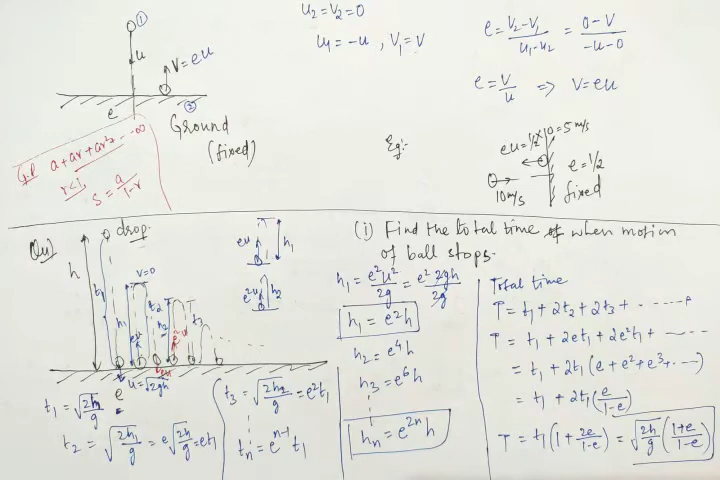 ①
u
V = eu
e
②
Ground
(fixed)
G.P a + ar + ar² - - - ∞
r<1
S = a/(1-r)
u₂ = v₂ = 0
u₁ = -u , V₁ = V
e = (V₂ - V₁)/(u₁ - u₂) = (0 - V)/(-u - 0)
e = V/u ⇒ V = eu
Eg:-
eu = 1/2 × 10 = 5 m/s
e = 1/2
10 m/s
fixed
Qu)
drop
h
t₁
h₁
V=0
eu
t₂
h₂
t₃
u = √2gh
e
eu
h₁
e²u
h₂
t₁ = √(2h/g)
t₂ = √(2h₁/g) = e√(2h/g) = et₁
t₃ = √(2h₂/g) = e²t₁
tn = e^(n-1) t₁
(i) Find the total time when motion
of ball stops.
h₁ = e²u²/2g = e² 2gh/2g
h₁ = e²h
h₂ = e⁴h
h₃ = e⁶h
hn = e^(2n) h
Total time
T = t₁ + 2t₂ + 2t₃ + - - - - -
T = t₁ + 2et₁ + 2e²t₁ + - - - -
= t₁ + 2t₁ (e + e² + e³ + - - -)
= t₁ + 2t₁ (e/(1-e))
T = t₁ (1 + 2e/(1-e)) = √(2h/g) ((1+e)/(1-e))